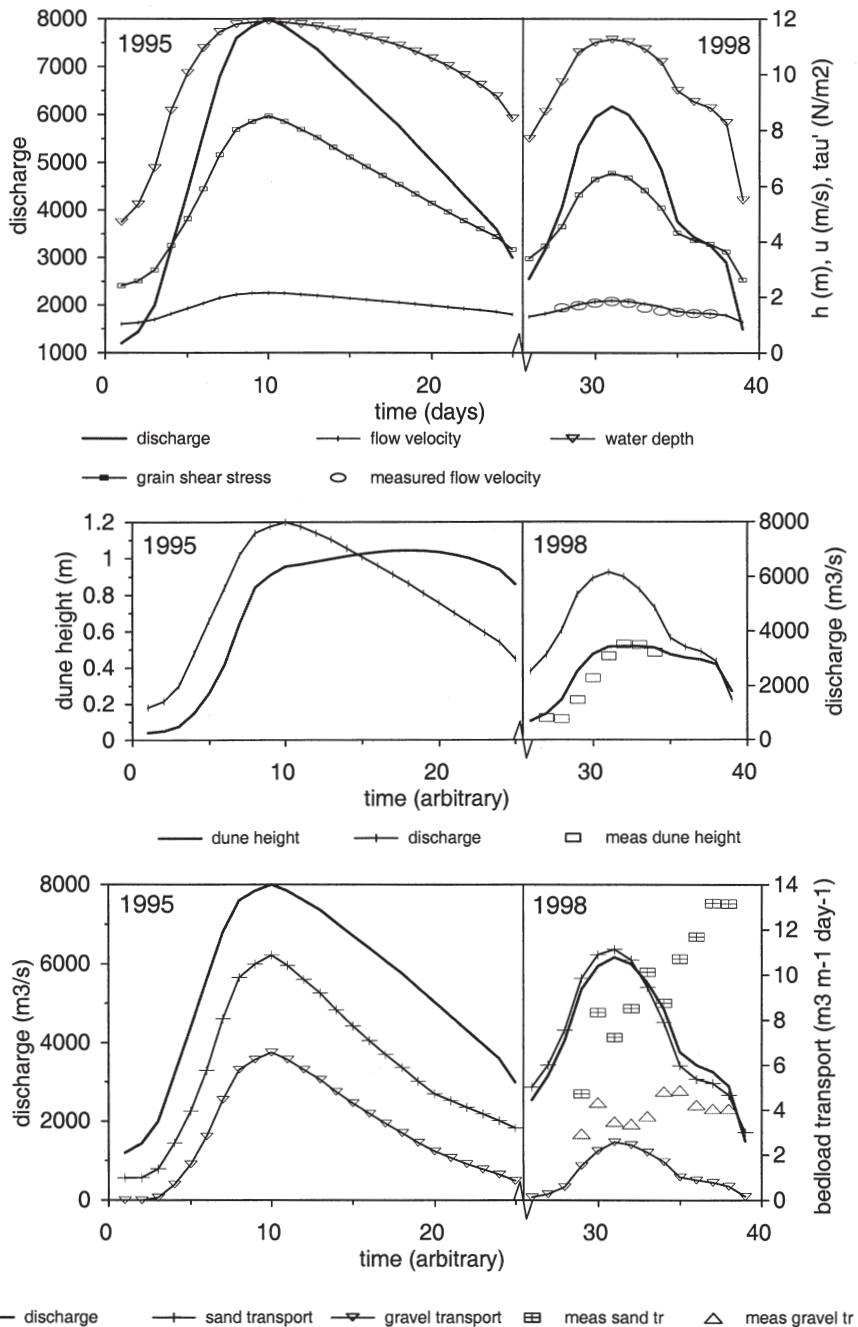 8000
7000
6000
5000
4000
3000
2000
1000
discharge
1995
1998
12
10
8
6
4
2
0
h (m), u (m/s), tau' (N/m2)
0 10 20 30 40
time (days)
discharge flow velocity water depth
grain shear stress measured flow velocity
1.2
1
0.8
0.6
0.4
0.2
0
dune height (m)
1995
1998
8000
6000
4000
2000
0
discharge (m3/s)
0 10 20 30 40
time (arbitrary)
dune height discharge meas dune height
8000
6000
4000
2000
0
discharge (m3/s)
1995
1998
14
12
10
8
6
4
2
0
bedload transport (m3 m-1 day-1)
0 10 20 30 40
time (arbitrary)
discharge sand transport gravel transport meas sand tr meas gravel tr